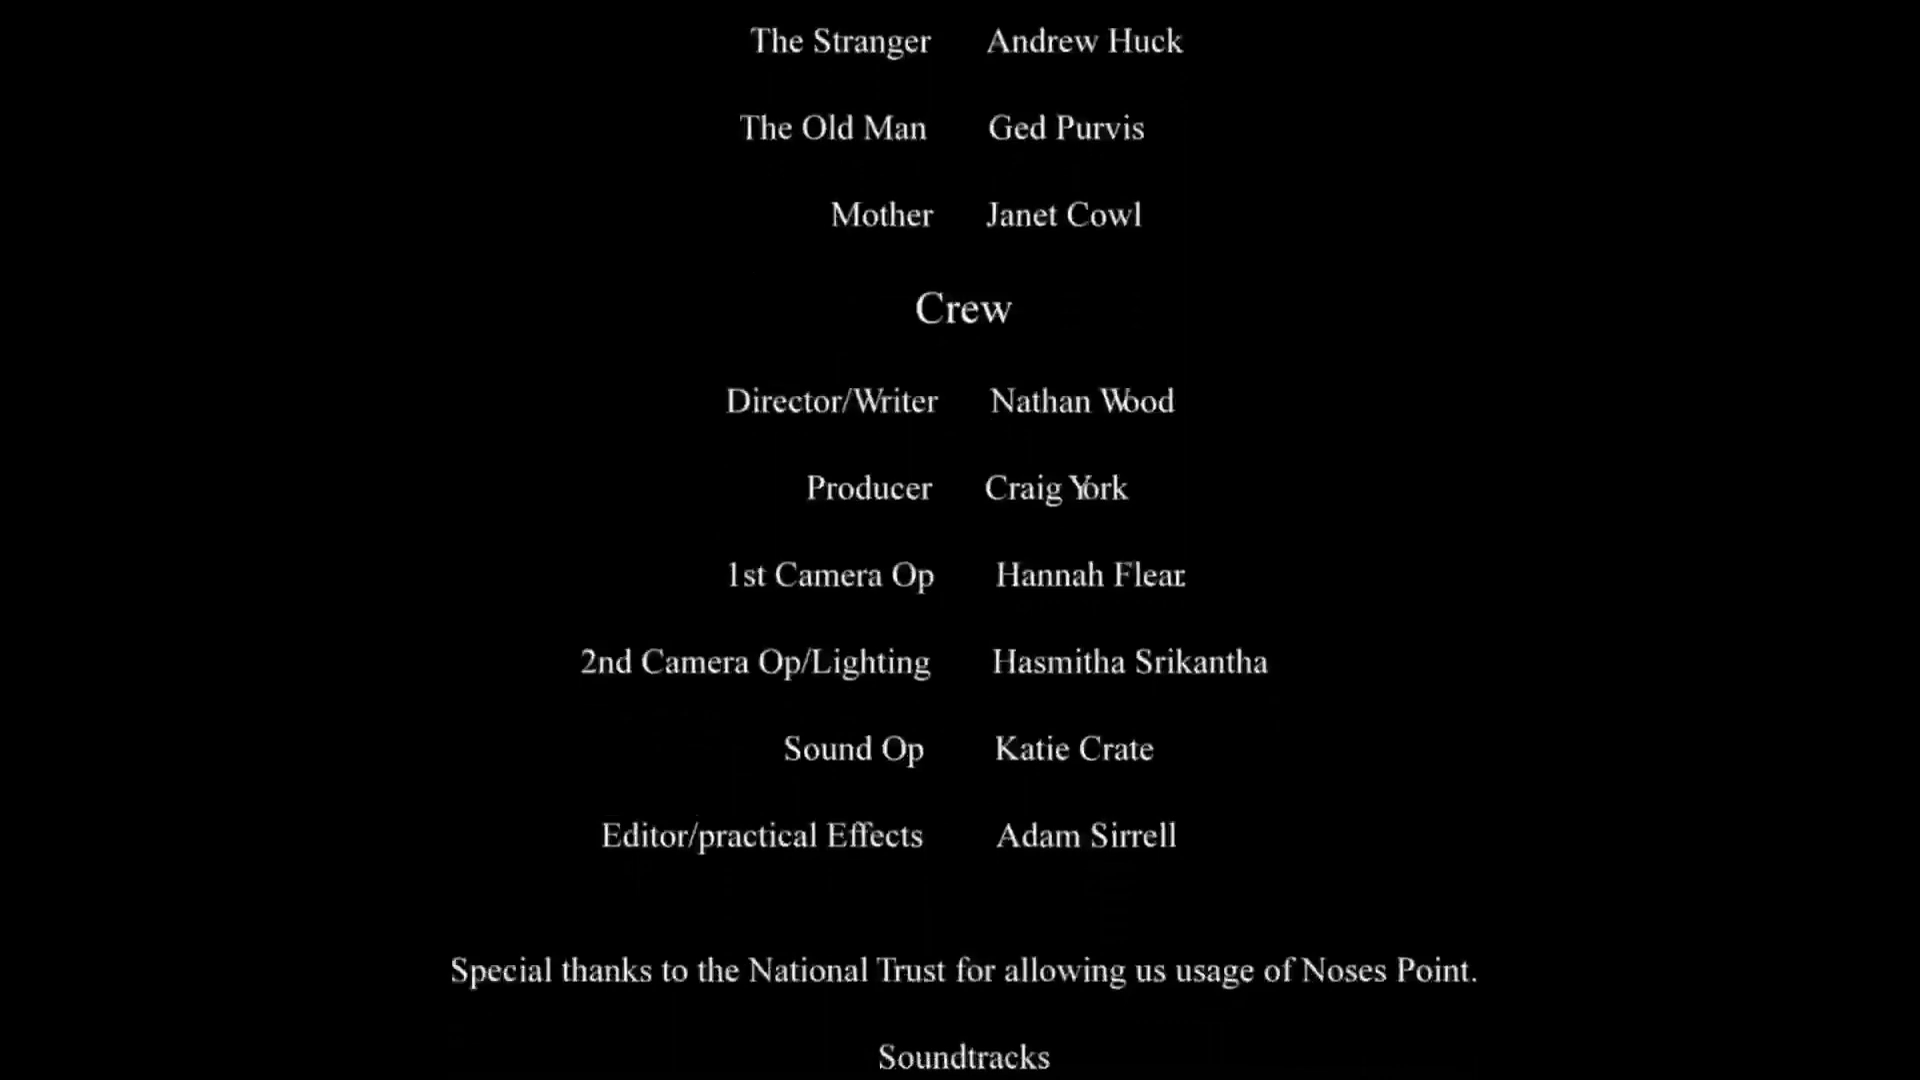 The Stranger Andrew Huck
The Old Man Ged Purvis
Mother Janet Cowl
Crew
Director/Writer Nathan Wood
Producer Craig York
1st Camera Op Hannah Flear.
2nd Camera Op/Lighting Hasmitha Srikantha
Sound Op Katie Crate
Editor/practical Effects Adam Sirrell
Special thanks to the National Trust for allowing us usage of Noses Point.
Soundtracks